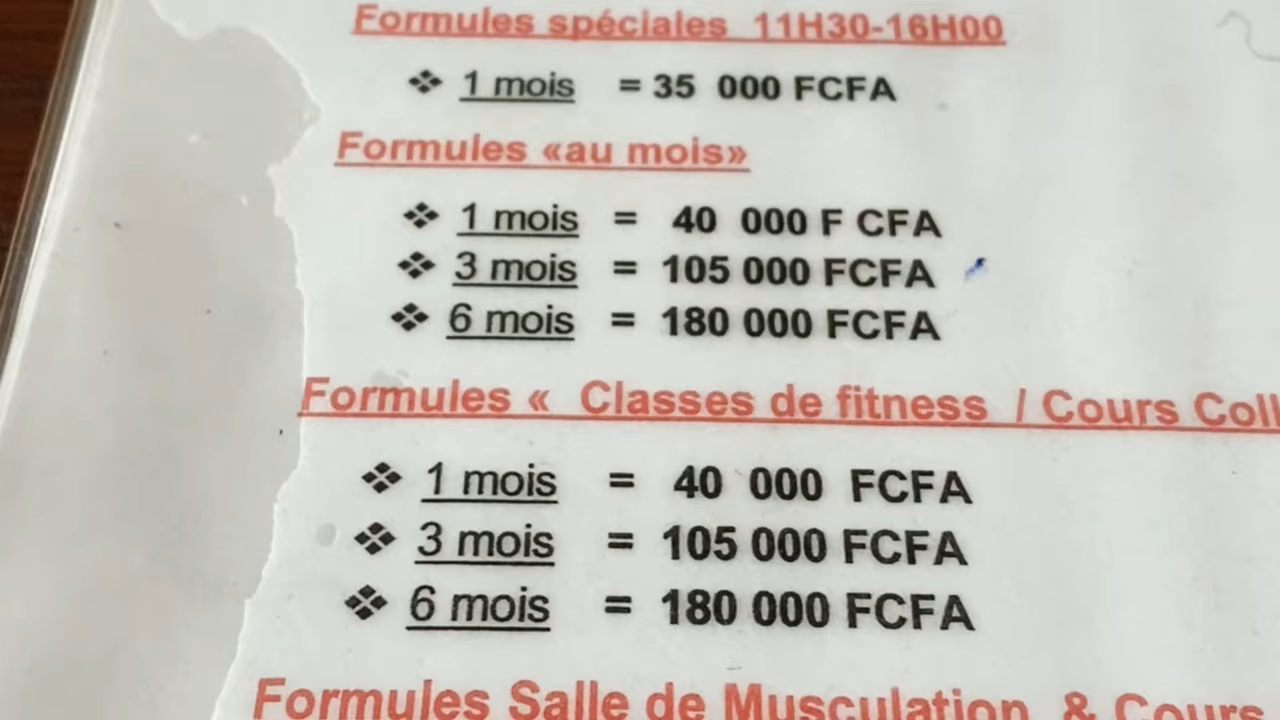 Formules spéciales 11H30-16H00
❖ 1 mois = 35 000 FCFA
Formules «au mois»
❖ 1 mois = 40 000 F CFA
❖ 3 mois = 105 000 FCFA
❖ 6 mois = 180 000 FCFA
Formules « Classes de fitness / Cours Coll
❖ 1 mois = 40 000 FCFA
❖ 3 mois = 105 000 FCFA
❖ 6 mois = 180 000 FCFA
Formules Salle de Musculation & Cours